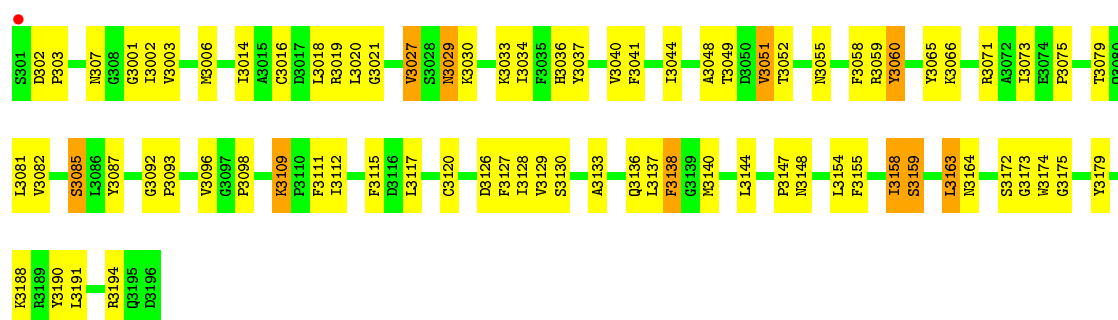 S301 D302 P303 N307 G308 G3001 I3002 V3003 M3006 I3014 A3015 C3016 D3017 L3018 R3019 L3020 G3021 V3027 S3028 N3029 K3030 K3033 I3034 F3035 H3036 Y3037 V3040 F3041 I3044 A3048 T3049 D3050 V3051 T3052 N3055 F3058 R3059 Y3060 Y3065 K3066 R3071 A3072 I3073 E3074 P3075 T3079
L3081 V3082 S3085 L3086 Y3087 G3092 P3093 V3096 G3097 P3098 K3109 P3110 F3111 I3112 F3115 D3116 L3117 C3120 D3126 F3127 I3128 V3129 S3130 A3133 Q3136 L3137 F3138 G3139 M3140 L3144 P3147 N3148 L3154 F3155 I3158 S3159 L3163 N3164 S3172 G3173 W3174 G3175 Y3179
K3188 R3189 Y3190 L3191 R3194 Q3195 D3196